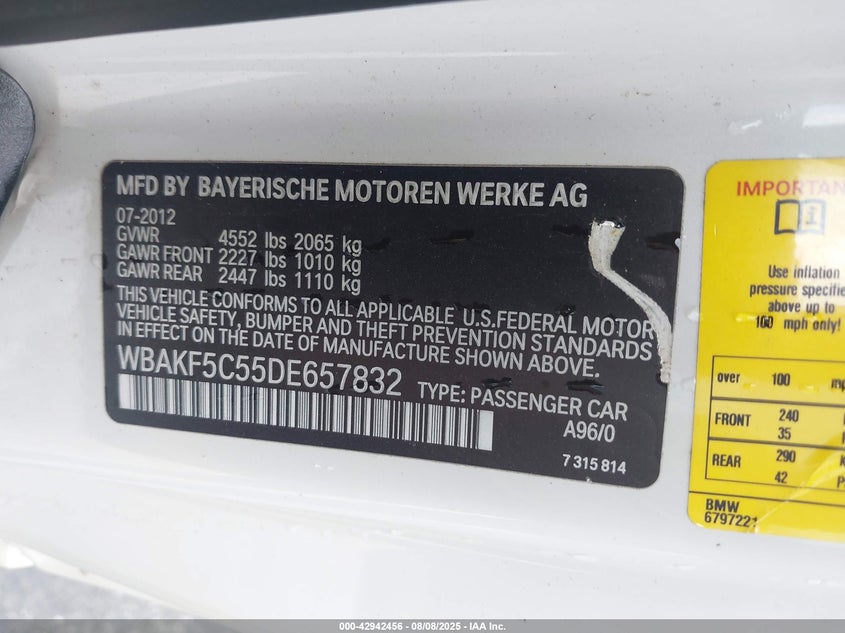 MFD BY BAYERISCHE MOTOREN WERKE AG
07-2012
GVWR 4552 lbs 2065 kg
GAWR FRONT 2227 lbs 1010 kg
GAWR REAR 2447 lbs 1110 kg
THIS VEHICLE CONFORMS TO ALL APPLICABLE U.S.FEDERAL MOTOR
VEHICLE SAFETY, BUMPER AND THEFT PREVENTION STANDARDS
IN EFFECT ON THE DATE OF MANUFACTURE SHOWN ABOVE.
WBAKF5C55DE657832 TYPE: PASSENGER CAR
A96/0
7 315 814
IMPORTAN
i
Use inflation
pressure specifie
above up to
100 mph only!
over 100 mp
FRONT 240
35
REAR 290 K
42 P
BMW
6797221
000-42942456 - 08/08/2025 - IAA Inc.